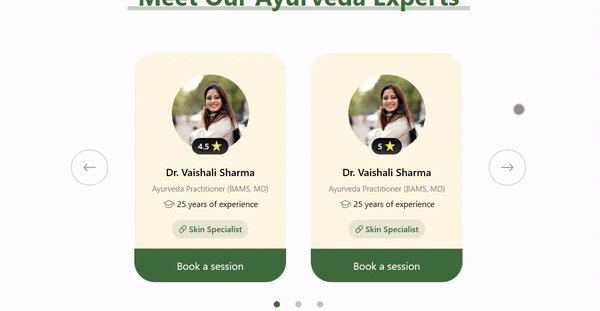 Meet Our Ayurveda Experts
4.5
Dr. Vaishali Sharma
Ayurveda Practitioner (BAMS, MD)
25 years of experience
Skin Specialist
Book a session
5
Dr. Vaishali Sharma
Ayurveda Practitioner (BAMS, MD)
25 years of experience
Skin Specialist
Book a session